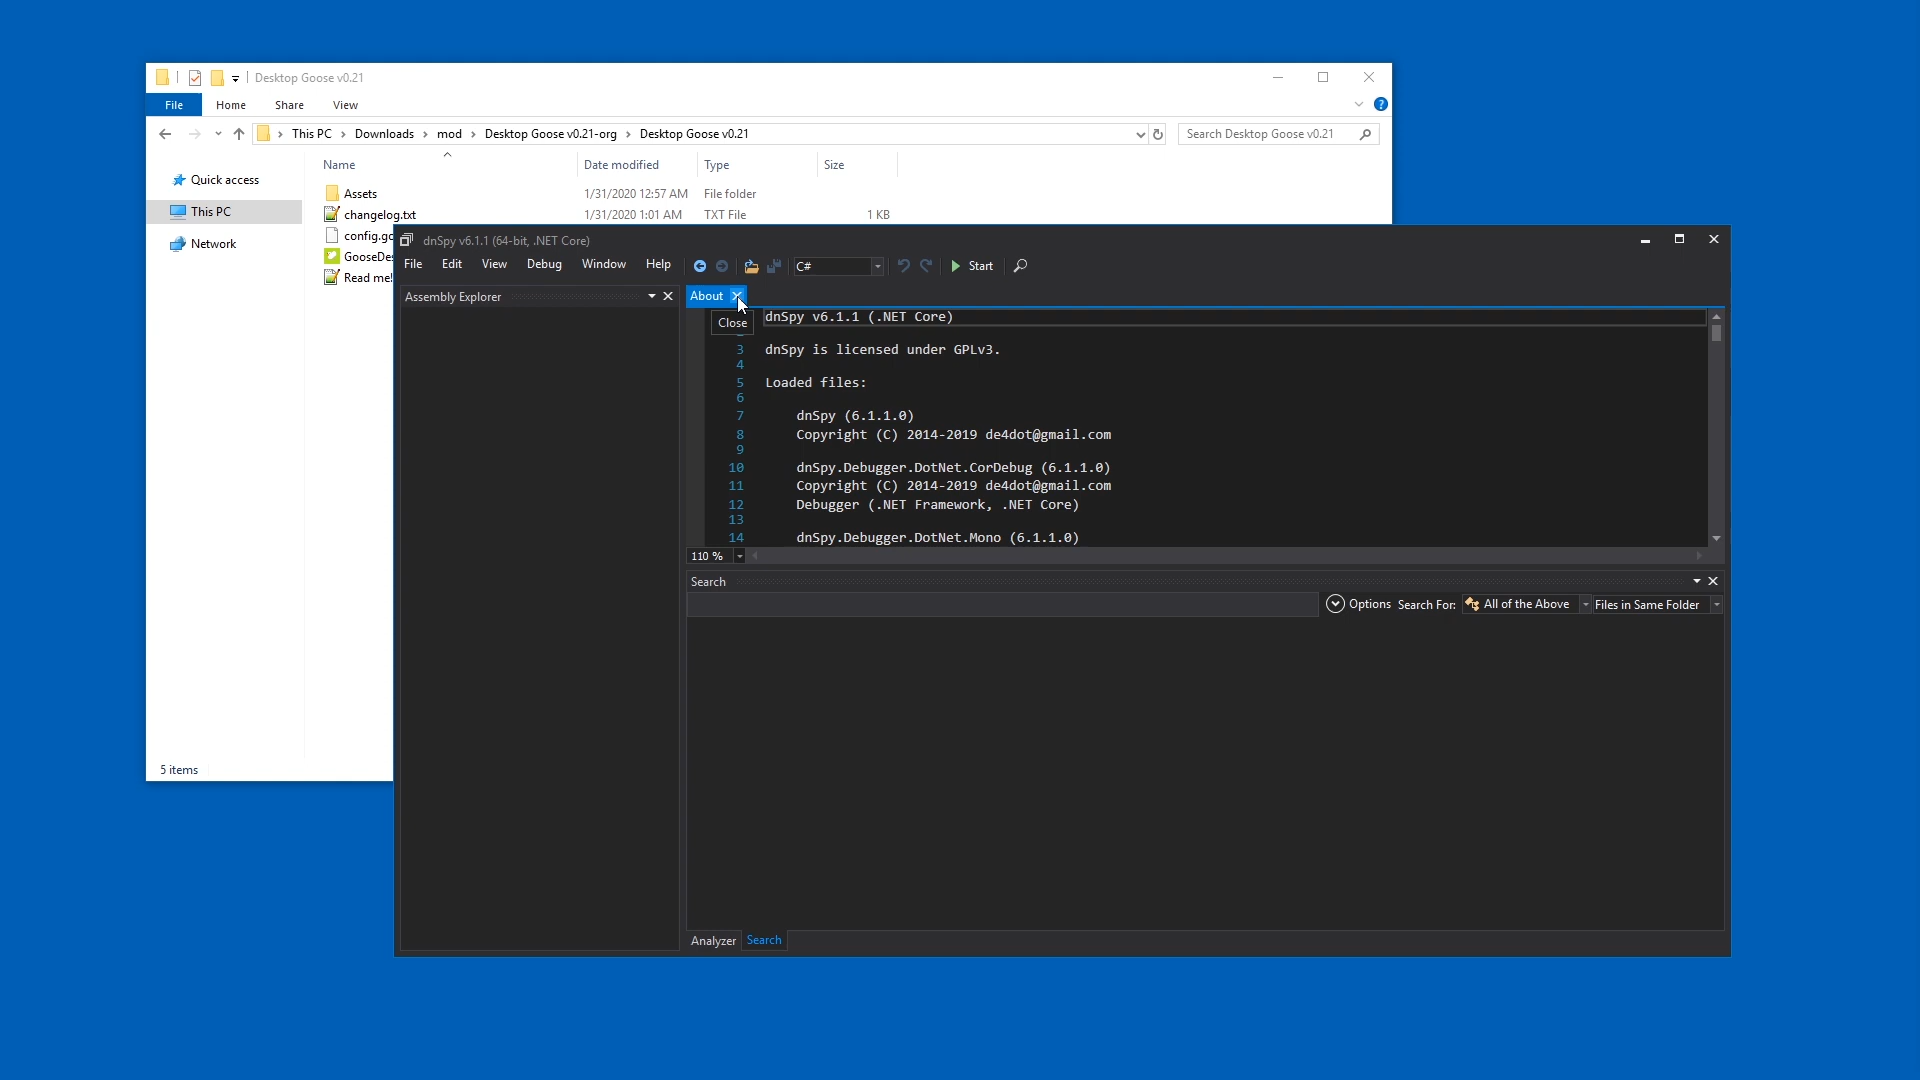 Desktop Goose v0.21
File Home Share View
This PC Downloads mod Desktop Goose v0.21-org Desktop Goose v0.21 Search Desktop Goose v0.21
Name Date modified Type Size
Quick access
This PC
Network
Assets 1/31/2020 12:57 AM File folder
changelog.txt 1/31/2020 1:01 AM TXT File 1 KB
config.go
GooseDes
Read me!
5 items
dnSpy v6.1.1 (64-bit, .NET Core)
File Edit View Debug Window Help C# Start
Assembly Explorer
About
Close
dnSpy v6.1.1 (.NET Core)
3 dnSpy is licensed under GPLv3.
4
5 Loaded files:
6
7 dnSpy (6.1.1.0)
8 Copyright (C) 2014-2019 de4dot@gmail.com
9
10 dnSpy.Debugger.DotNet.CorDebug (6.1.1.0)
11 Copyright (C) 2014-2019 de4dot@gmail.com
12 Debugger (.NET Framework, .NET Core)
13
14 dnSpy.Debugger.DotNet.Mono (6.1.1.0)
110 %
Search
Options Search For: All of the Above Files in Same Folder
Analyzer Search